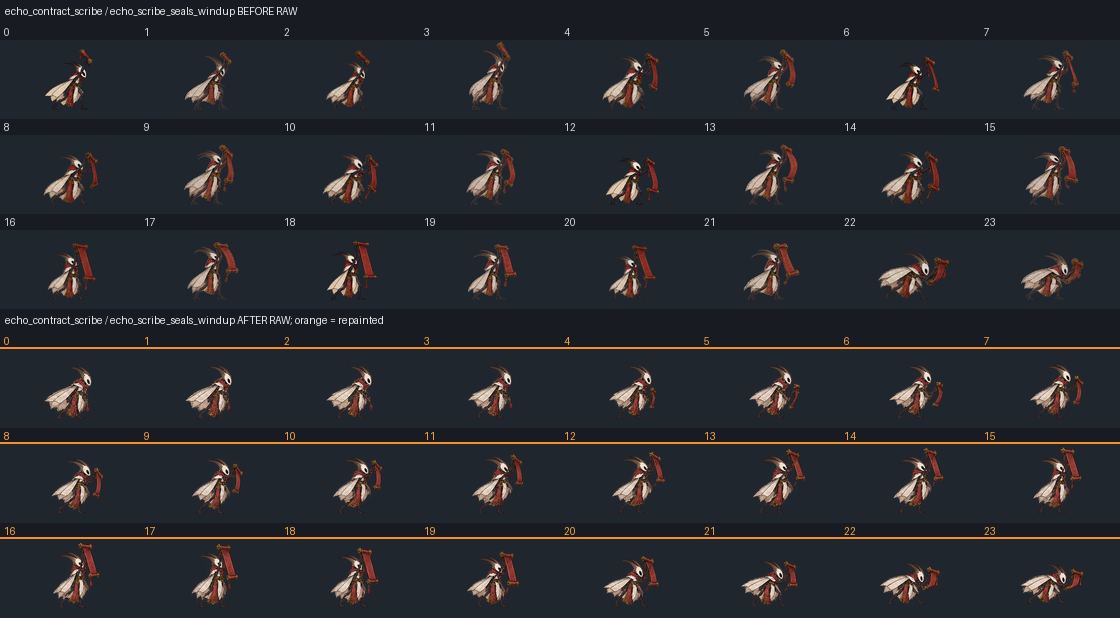 echo_contract_scribe / echo_scribe_seals_windup BEFORE RAW
0 1 2 3 4 5 6 7
8 9 10 11 12 13 14 15
16 17 18 19 20 21 22 23
echo_contract_scribe / echo_scribe_seals_windup AFTER RAW; orange = repainted
0 1 2 3 4 5 6 7
8 9 10 11 12 13 14 15
16 17 18 19 20 21 22 23